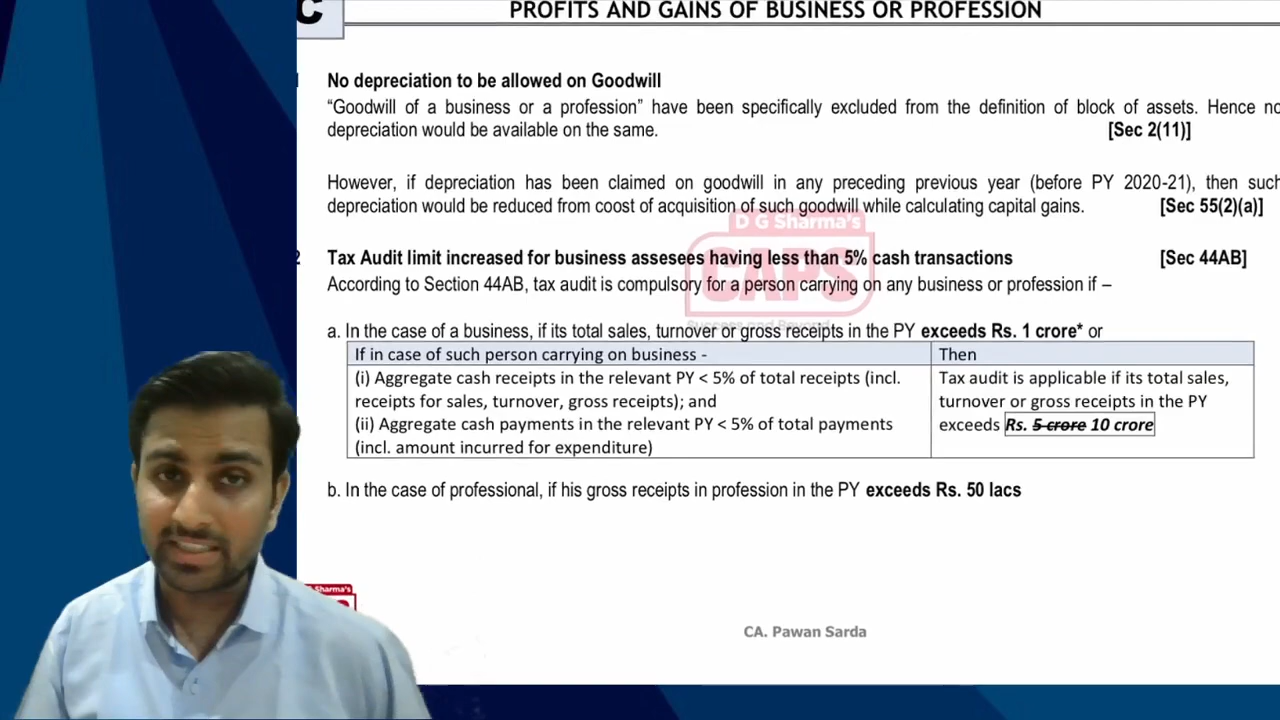 C
PROFITS AND GAINS OF BUSINESS OR PROFESSION
No depreciation to be allowed on Goodwill
“Goodwill of a business or a profession” have been specifically excluded from the definition of block of assets. Hence no
depreciation would be available on the same. [Sec 2(11)]
However, if depreciation has been claimed on goodwill in any preceding previous year (before PY 2020-21), then such
depreciation would be reduced from coost of acquisition of such goodwill while calculating capital gains. [Sec 55(2)(a)]
D G Sharma's
CAPS
Success and Beyond
2 Tax Audit limit increased for business assesees having less than 5% cash transactions [Sec 44AB]
According to Section 44AB, tax audit is compulsory for a person carrying on any business or profession if –
a. In the case of a business, if its total sales, turnover or gross receipts in the PY exceeds Rs. 1 crore* or
If in case of such person carrying on business -
Then
(i) Aggregate cash receipts in the relevant PY < 5% of total receipts (incl.
receipts for sales, turnover, gross receipts); and
(ii) Aggregate cash payments in the relevant PY < 5% of total payments
(incl. amount incurred for expenditure)
Tax audit is applicable if its total sales,
turnover or gross receipts in the PY
exceeds Rs. 5 crore 10 crore
b. In the case of professional, if his gross receipts in profession in the PY exceeds Rs. 50 lacs
Sharma's
CA. Pawan Sarda